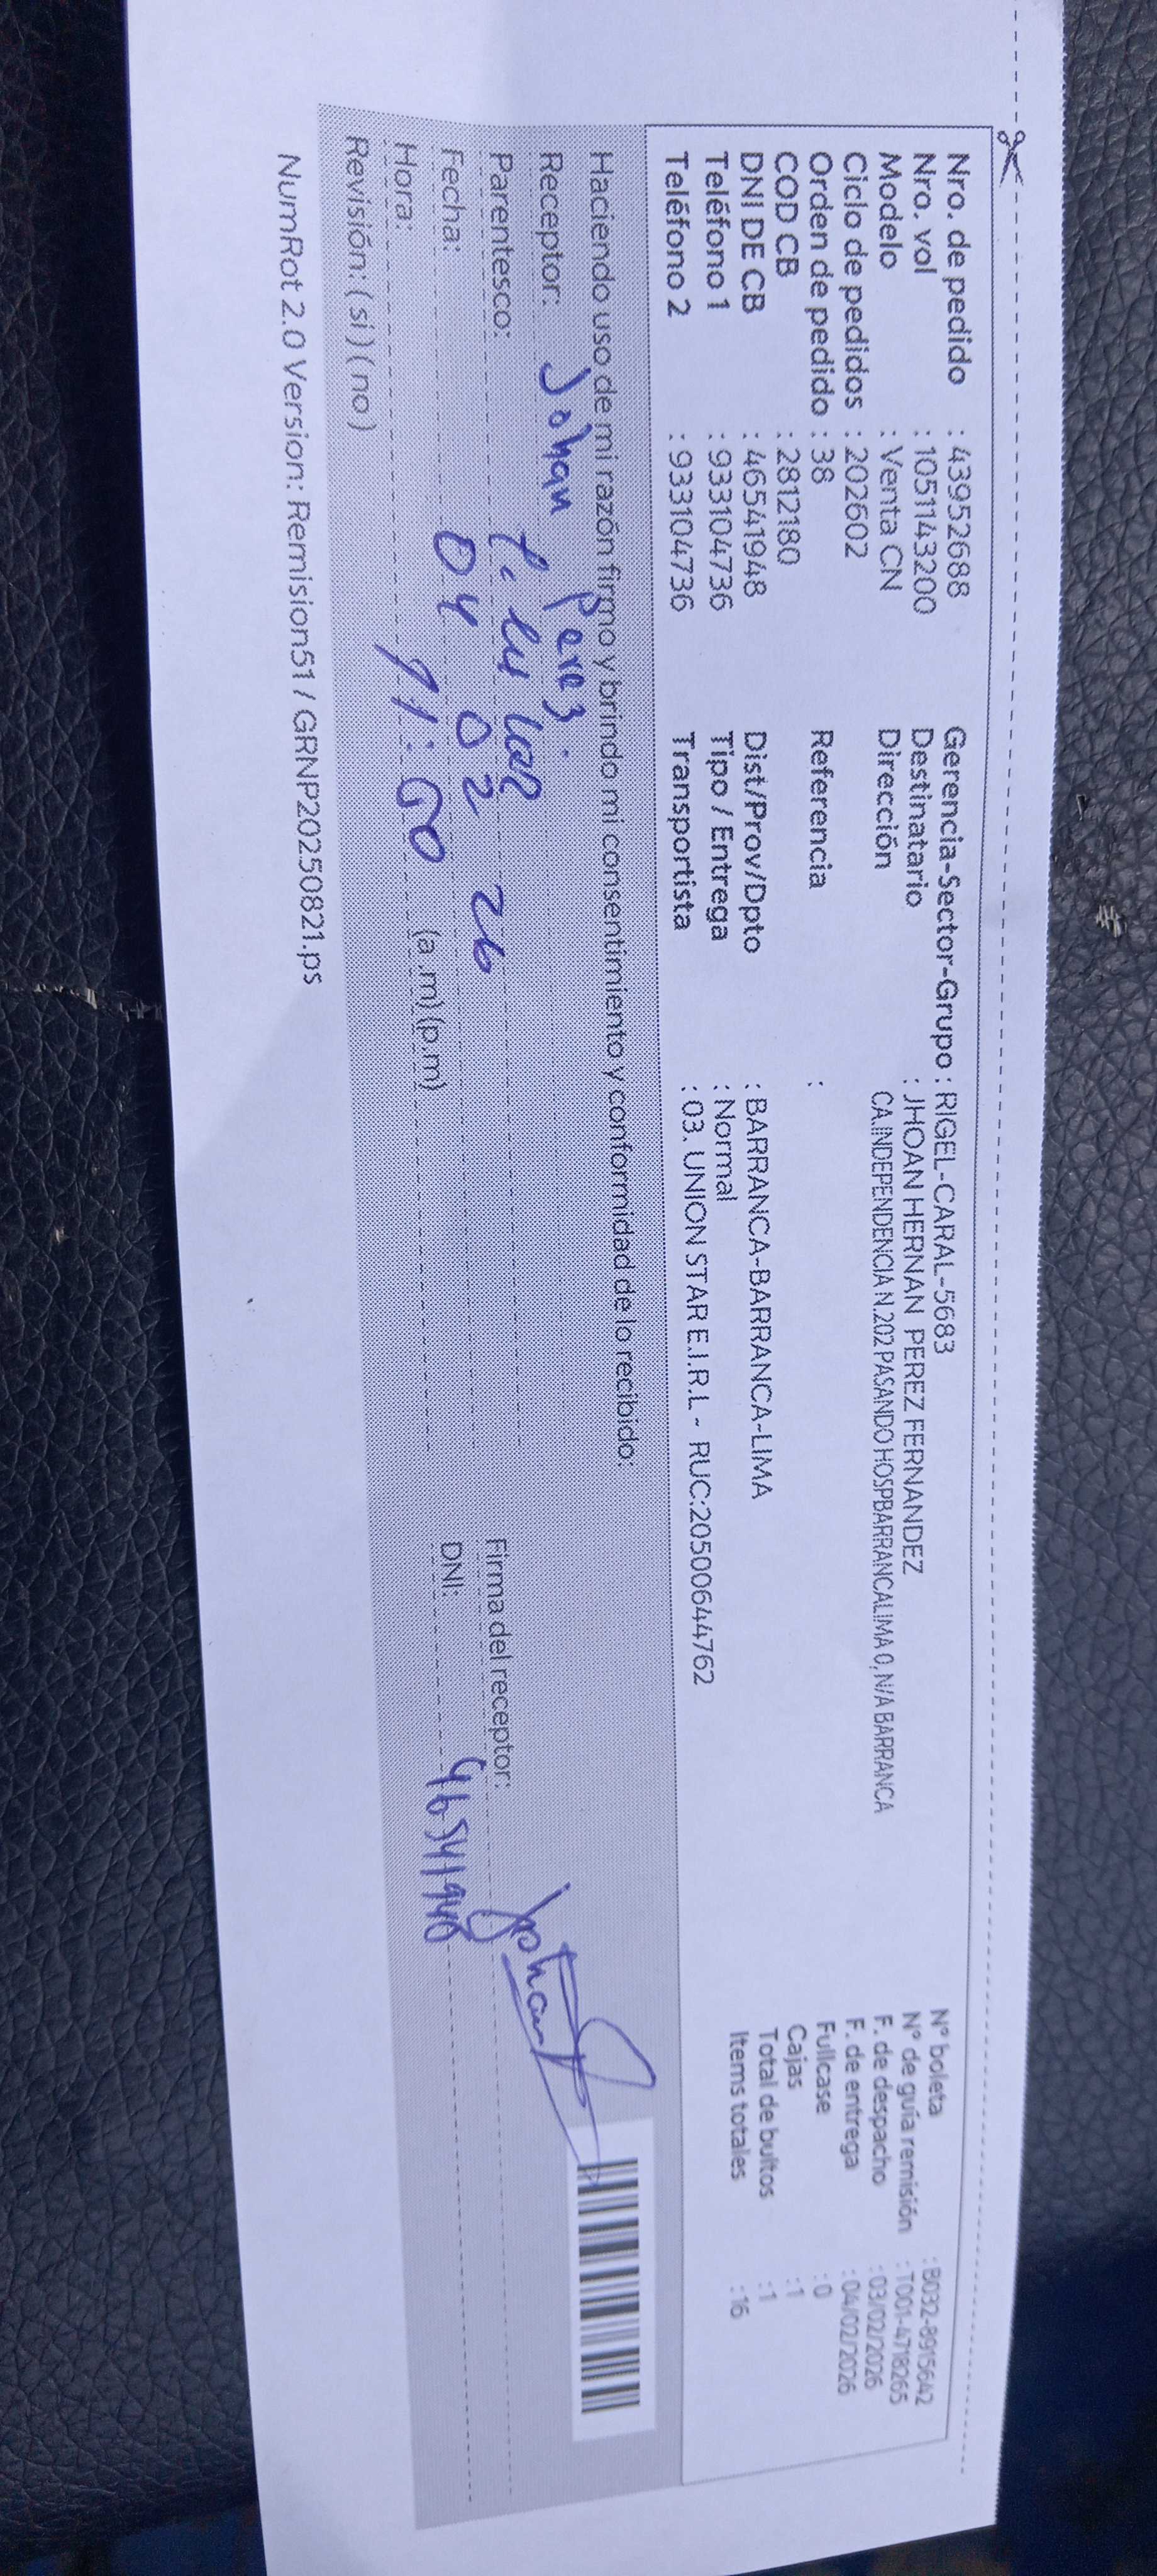 Nro. de pedido : 43952688
Nro. vol : 1051143200
Modelo : Venta CN
Ciclo de pedidos : 202602
Orden de pedido : 38
COD CB : 2812180
DNI DE CB : 46541948
Teléfono 1 : 933104736
Teléfono 2 : 933104736
Gerencia-Sector-Grupo : RIGEL-CARAL-5683
Destinatario : JHOAN HERNAN PEREZ FERNANDEZ
Dirección CA.INDEPENDENCIA N.202 PASANDO HOSPBARRANCALIMA 0, N/A BARRANCA
Referencia :
Dist/Prov/Dpto : BARRANCA-BARRANCA-LIMA
Tipo / Entrega : Normal
Transportista : 03. UNION STAR E.I.R.L - RUC:20500644762
N° boleta : B032-8915642
N° de guía remisión : T001-4718265
F. de despacho : 03/02/2026
F. de entrega : 04/02/2026
Fullcase : 0
Cajas : 1
Total de bultos : 1
Items totales : 16
Haciendo uso de mi razón firmo y brindo mi consentimiento y conformidad de lo recibido:
Receptor: Johan Perez
Parentesco:
Fecha: 04 02 26
Hora: (a .m) (p.m)
Revisión: ( si ) ( no )
Firma del receptor: Johan
DNI: 46541948
NumRot 2.0 Version: Remision51 / GRNP20250821.ps